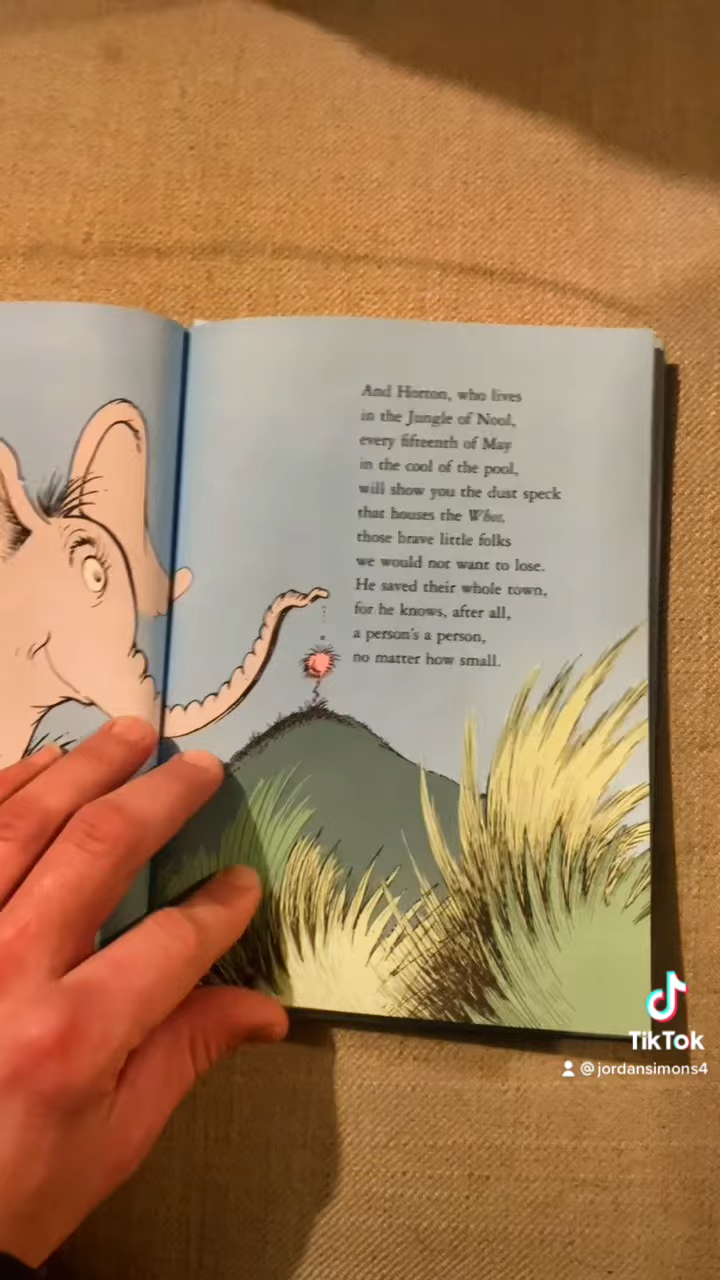 And Horton, who lives
in the Jungle of Nool,
every fifteenth of May
in the cool of the pool,
will show you the dust speck
that houses the Whos,
those brave little folks
we would not want to lose.
He saved their whole town,
for he knows, after all,
a person's a person,
no matter how small.
TikTok
@jordansimons4